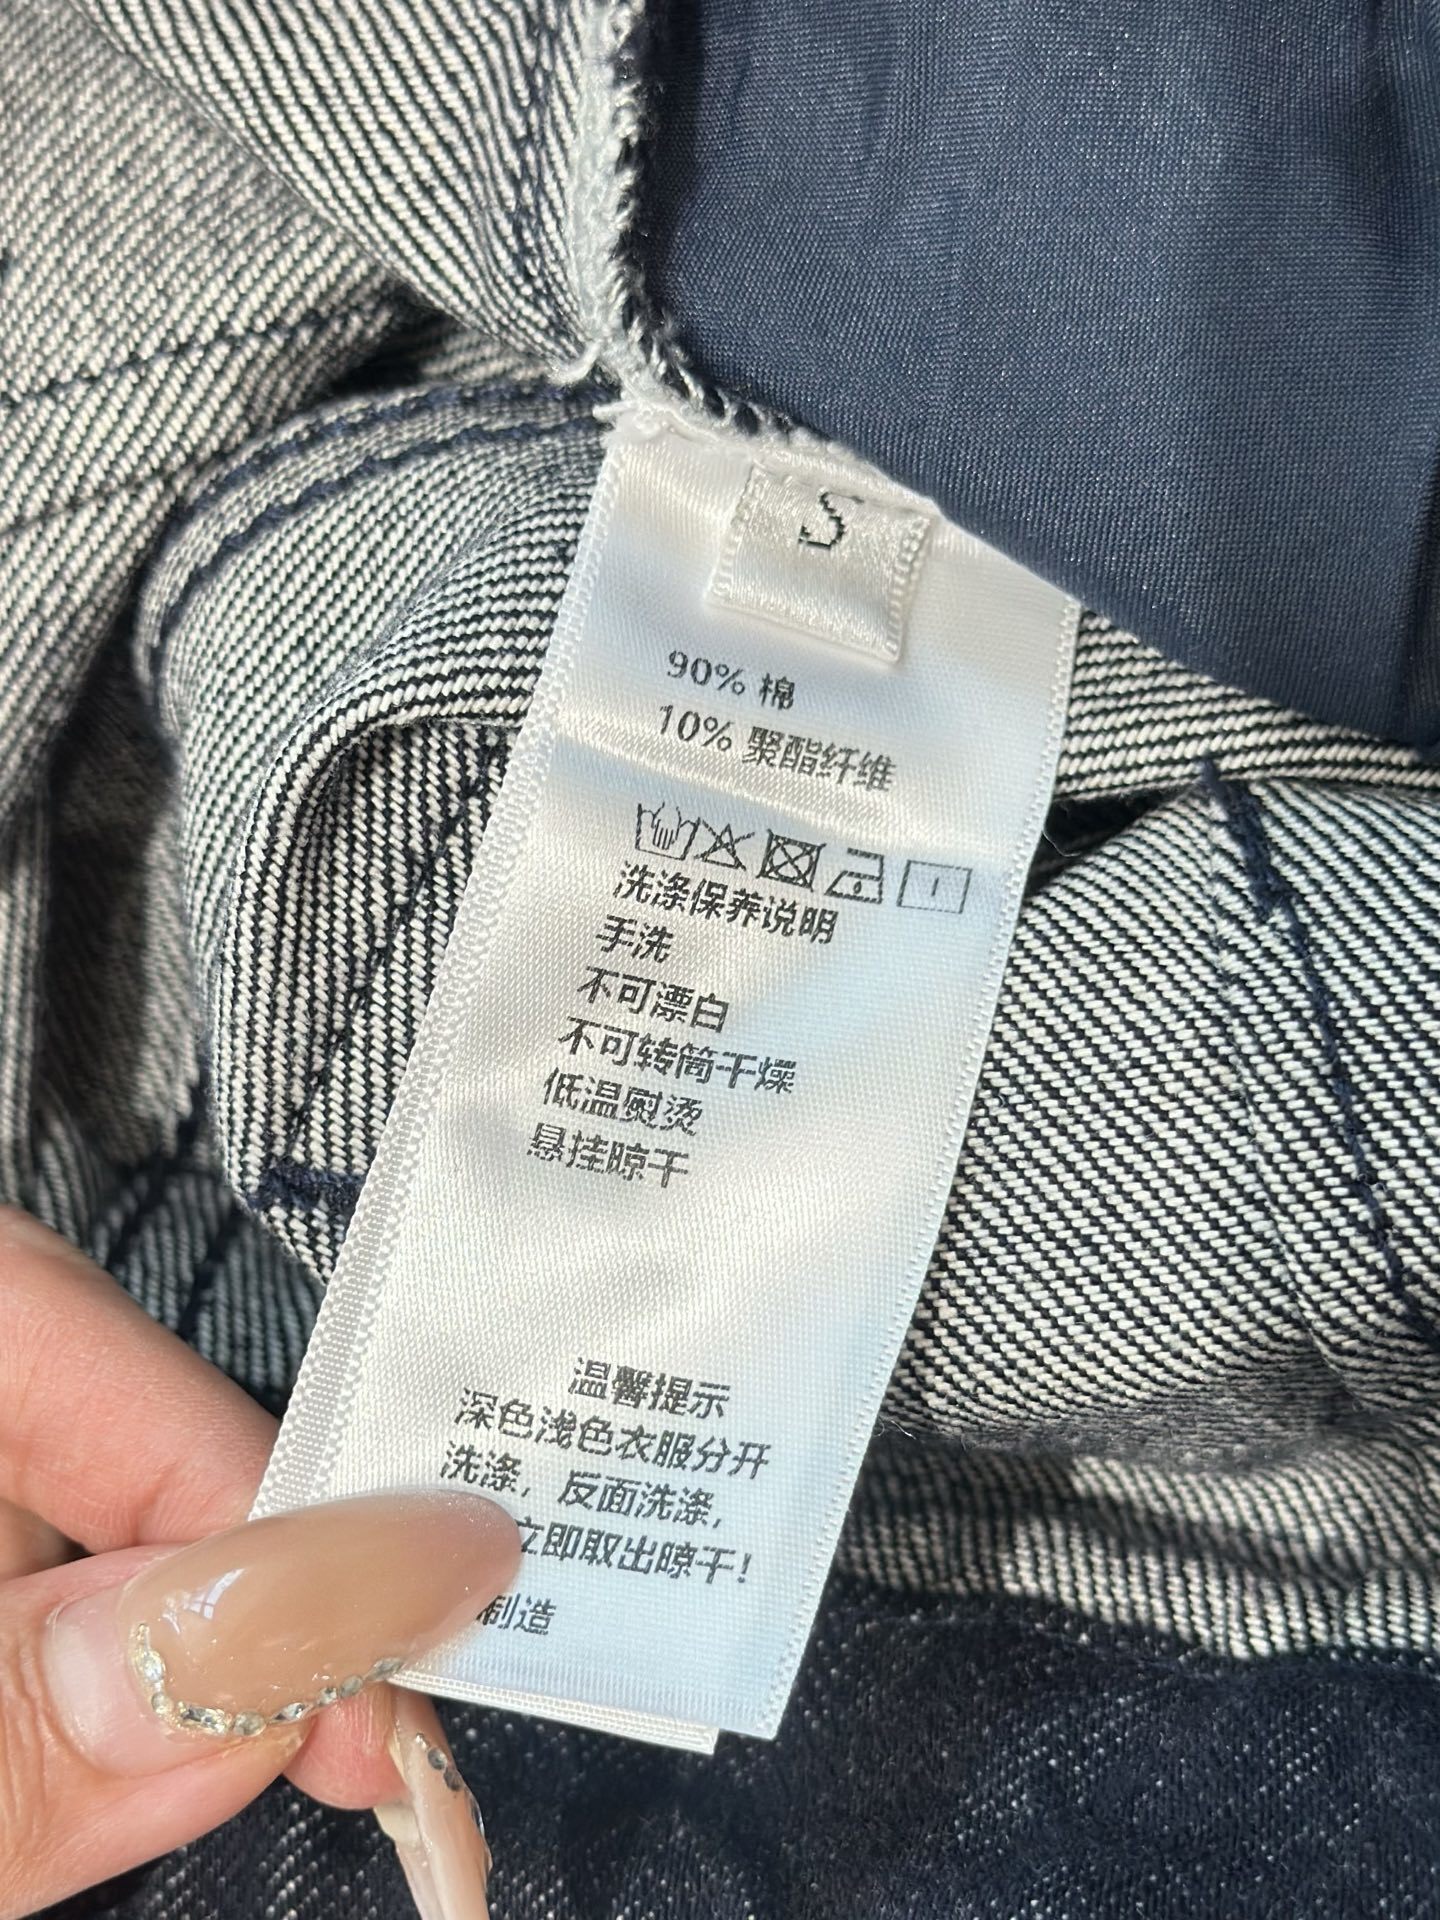 S
90% 棉
10% 聚酯纤维
洗涤保养说明
手洗
不可漂白
不可转筒干燥
低温熨烫
悬挂晾干
温馨提示
深色浅色衣服分开
洗涤，反面洗涤，
立即取出晾干！
制造